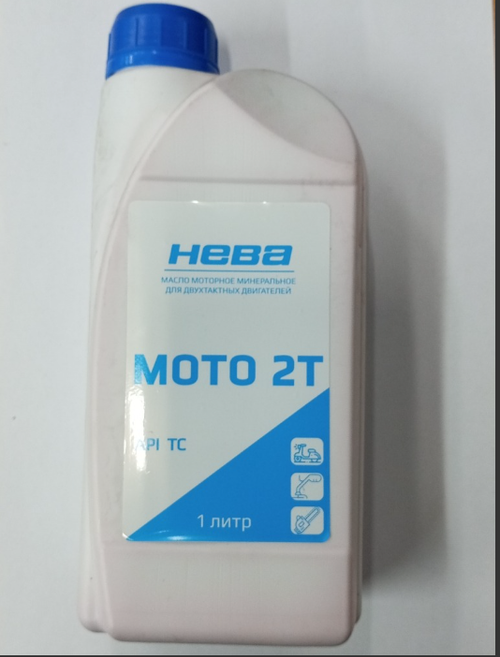 Нева
МАСЛО МОТОРНОЕ МИНЕРАЛЬНОЕ
ДЛЯ ДВУХТАКТНЫХ ДВИГАТЕЛЕЙ
МОТО 2Т
API TC
1 литр